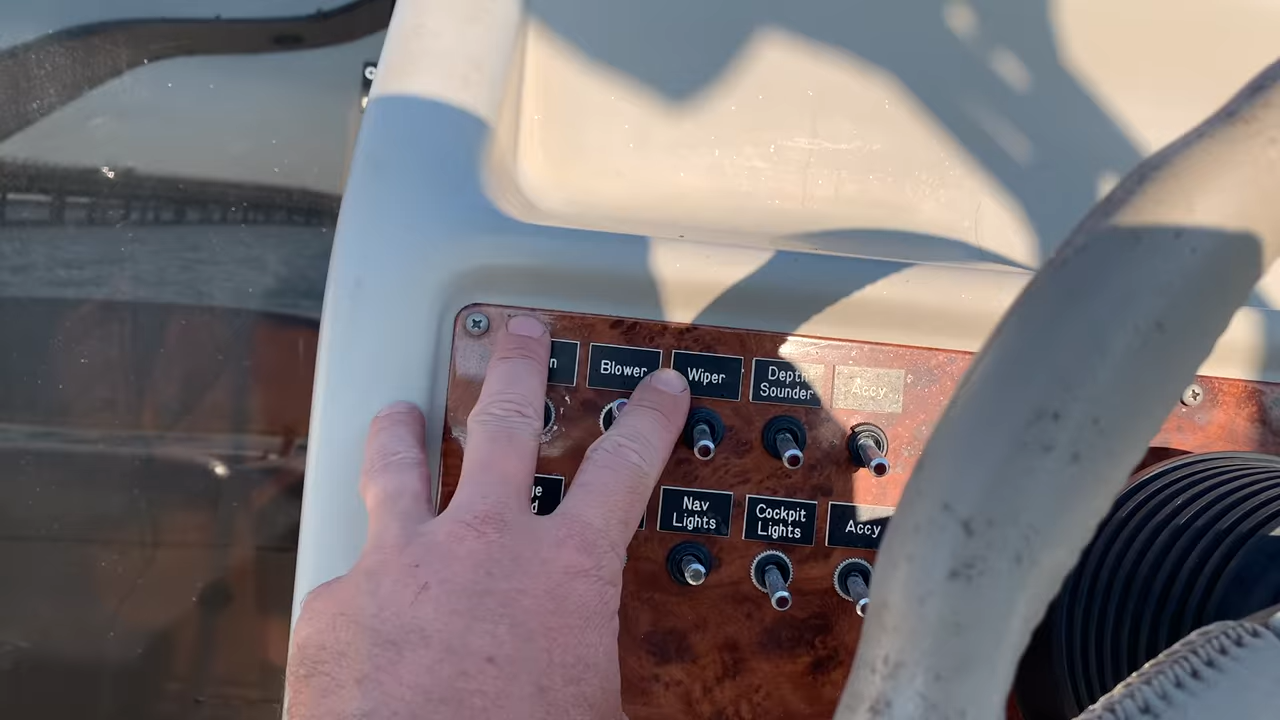 n
Blower
Wiper
Depth
Sounder
Accy
e
d
Nav
Lights
Cockpit
Lights
Accy